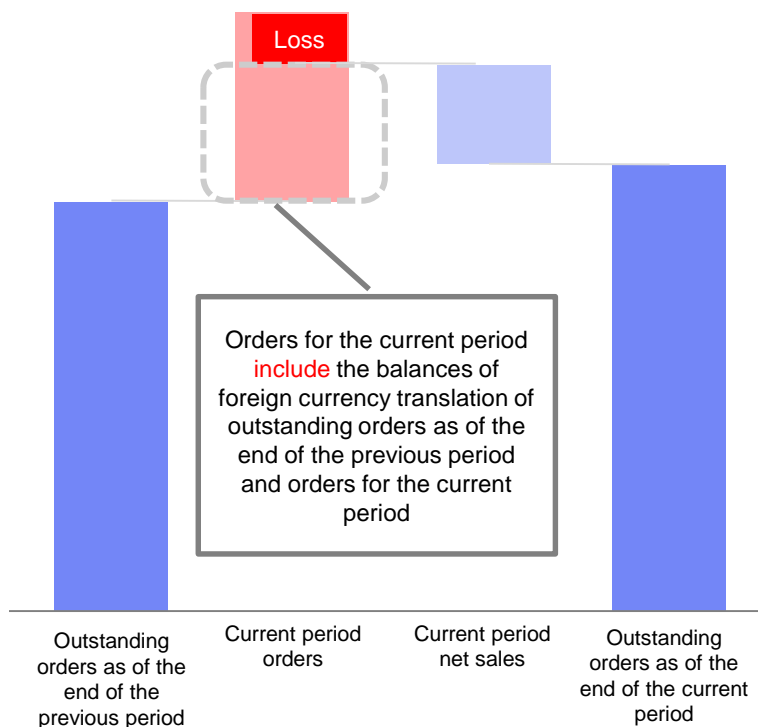 Loss
Orders for the current period
include the balances of
foreign currency translation of
outstanding orders as of the
end of the previous period
and orders for the current
period
Outstanding
orders as of the
end of the
previous period
Current period
orders
Current period
net sales
Outstanding
orders as of the
end of the current
period